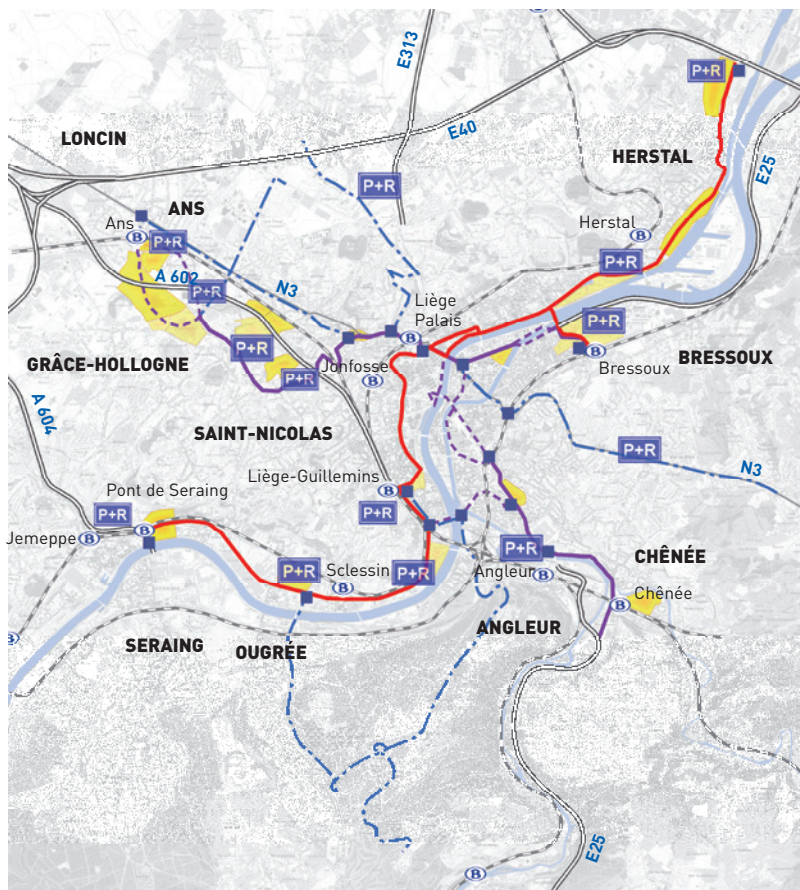 E313
P+R
E40
LONCIN
HERSTAL
E25
P+R
ANS
Ans
B
P+R
Herstal
B
A 602
P+R
N3
P+R
Liège
Palais
B
P+R
GRÂCE-HOLLOGNE
P+R
Jonfosse
B
P+R
Bressoux
B
BRESSOUX
A 604
SAINT-NICOLAS
P+R
N3
Liège-Guillemins
B
Pont de Seraing
P+R
P+R
Jemeppe
B
B
P+R
Sclessin
B
P+R
P+R
Angleur
B
CHÊNÉE
Chênée
B
SERAING
OUGRÉE
ANGLEUR
B
E25
B